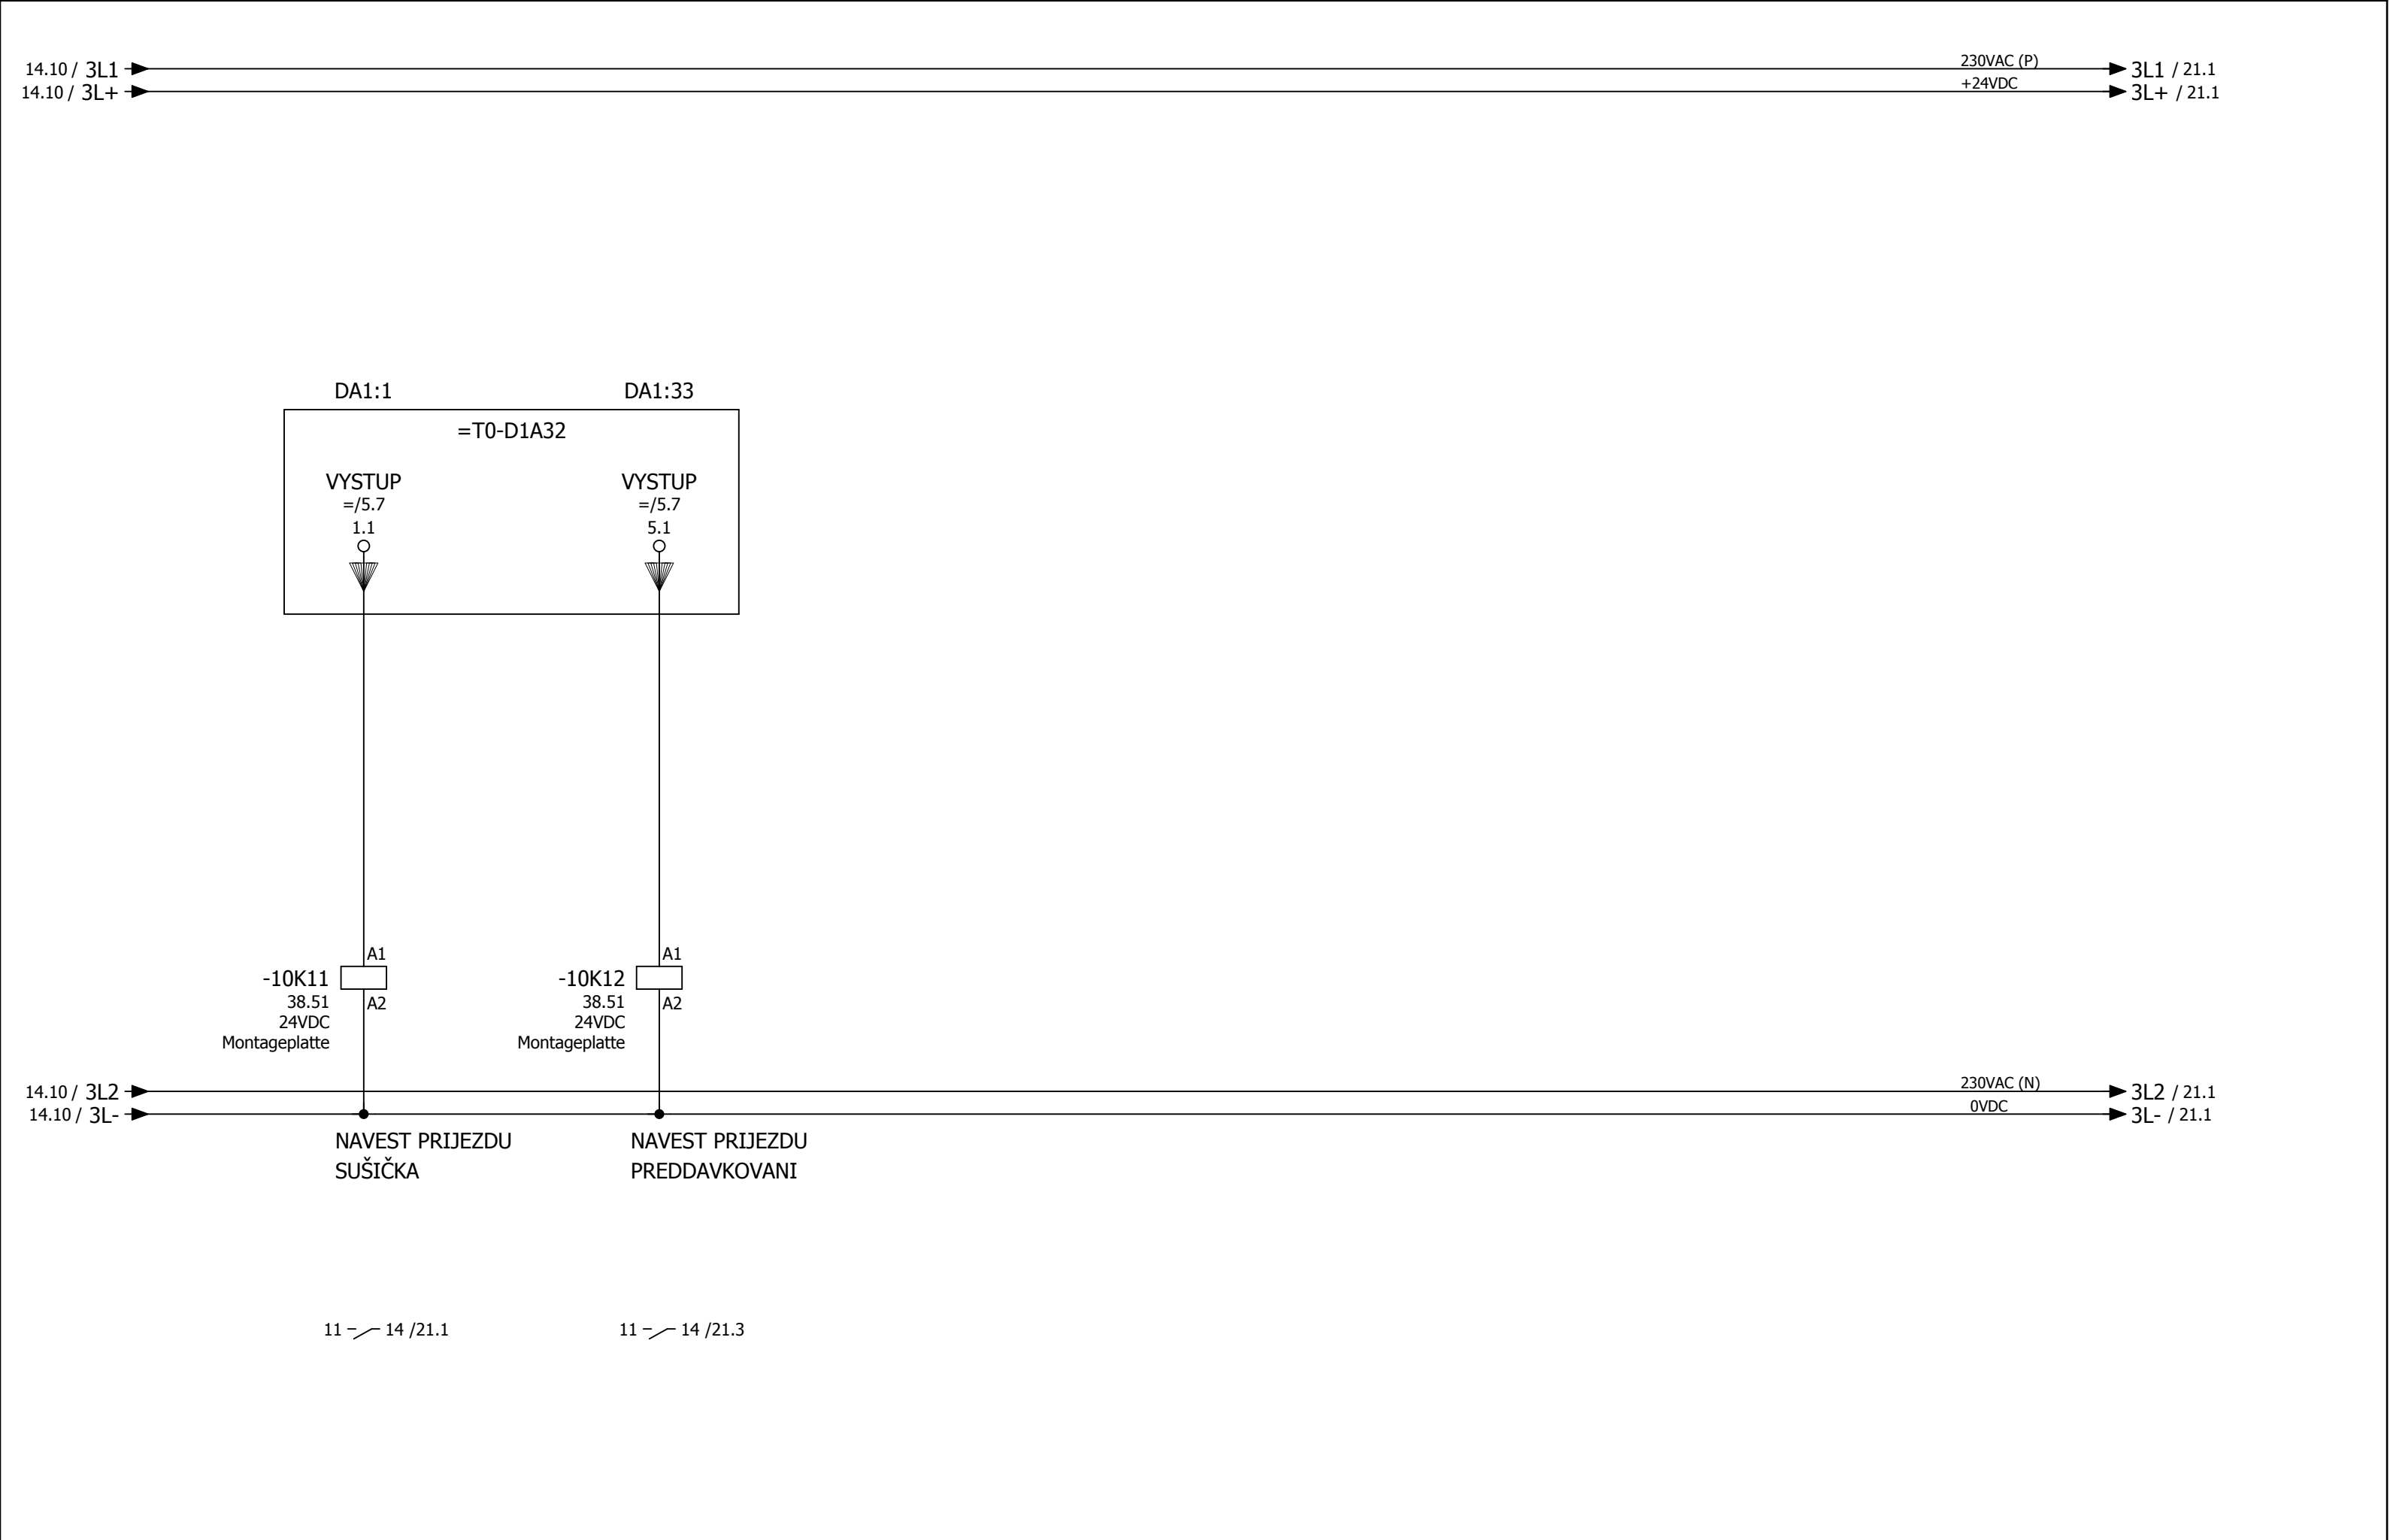 14.10 / 3L1
230VAC (P)
3L1 / 21.1
14.10 / 3L+
+24VDC
3L+ / 21.1
DA1:1
DA1:33
=T0-D1A32
VYSTUP
=/5.7
1.1
VYSTUP
=/5.7
5.1
A1
-10K11
38.51
A2
24VDC
Montageplatte
A1
-10K12
38.51
A2
24VDC
Montageplatte
14.10 / 3L2
230VAC (N)
3L2 / 21.1
14.10 / 3L-
0VDC
3L- / 21.1
NAVEST PRIJEZDU
SUŠIČKA
NAVEST PRIJEZDU
PREDDAVKOVANI
11 14 /21.1
11 14 /21.3